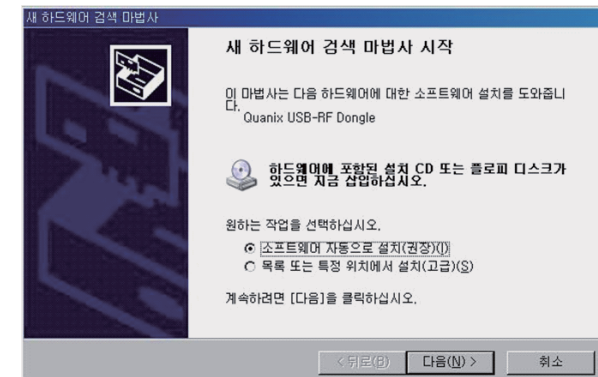 새 하드웨어 검색 마법사
새 하드웨어 검색 마법사 시작
이 마법사는 다음 하드웨어에 대한 소프트웨어 설치를 도와줍니
다.
Quanix USB-RF Dongle
하드웨어에 포함된 설치 CD 또는 플로피 디스크가
있으면 지금 삽입하십시오.
원하는 작업을 선택하십시오.
소프트웨어 자동으로 설치(권장)(I)
목록 또는 특정 위치에서 설치(고급)(S)
계속하려면 [다음]을 클릭하십시오.
< 뒤로(B) 다음(N) > 취소